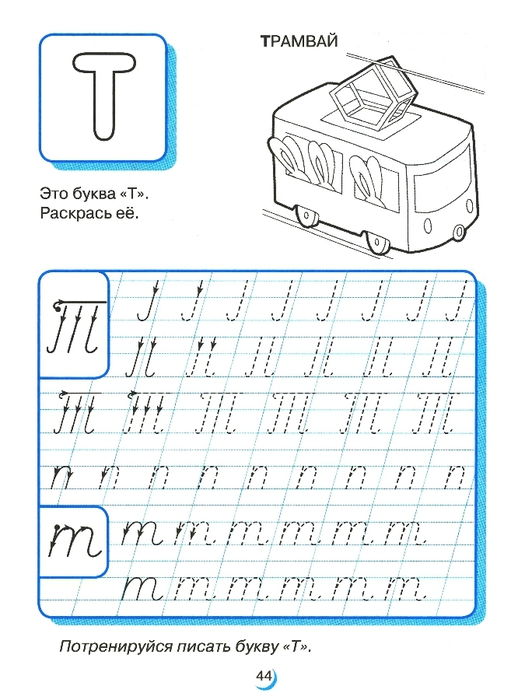 ТРАМВАЙ
Т
Это буква «Т».
Раскрась её.
Т
т
Потренируйся писать букву «Т».
44